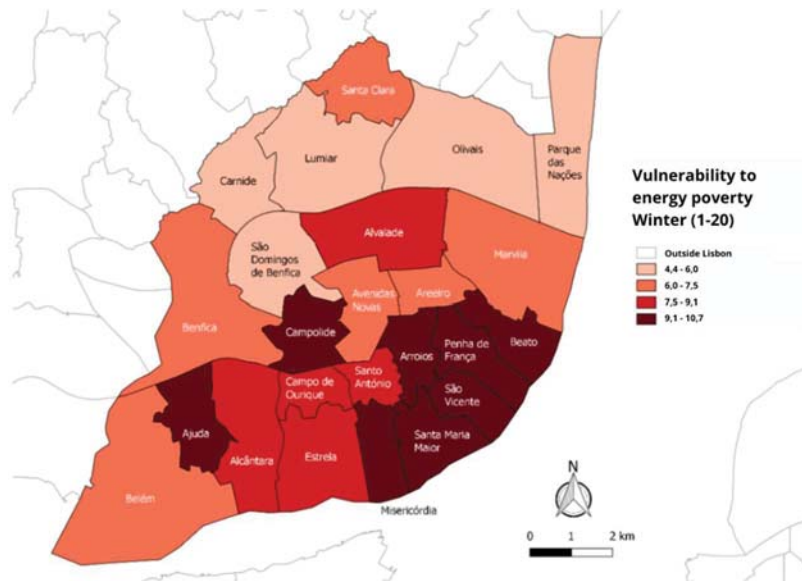 Santa Clara
Lumiar
Olivais
Parque
das
Nações
Carnide
Alvalade
São
Domingos
de Benfica
Marvila
Avenidas
Novas
Areeiro
Benfica
Campolide
Arroios
Penha de
França
Beato
Santo
António
Campo de
Ourique
São
Vicente
Ajuda
Santa Maria
Maior
Alcântara
Estrela
Belém
Misericórdia
Vulnerability to
energy poverty
Winter (1-20)
Outside Lisbon
4,4 - 6,0
6,0 - 7,5
7,5 - 9,1
9,1 - 10,7
N
0 1 2 km